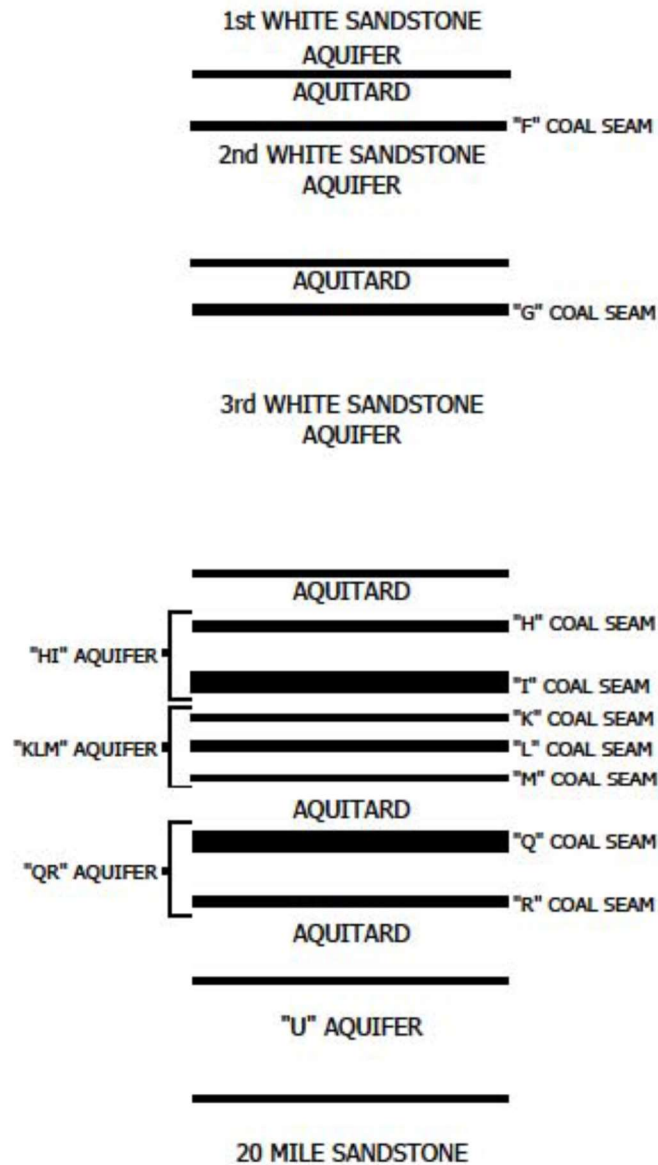 1st WHITE SANDSTONE
AQUIFER
AQUITARD
"F" COAL SEAM
2nd WHITE SANDSTONE
AQUIFER
AQUITARD
"G" COAL SEAM
3rd WHITE SANDSTONE
AQUIFER
AQUITARD
"H" COAL SEAM
"HI" AQUIFER
"I" COAL SEAM
"K" COAL SEAM
"KLM" AQUIFER
"L" COAL SEAM
"M" COAL SEAM
AQUITARD
"Q" COAL SEAM
"QR" AQUIFER
"R" COAL SEAM
AQUITARD
"U" AQUIFER
20 MILE SANDSTONE